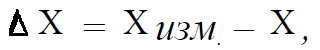 Δ X = X изм. – X,